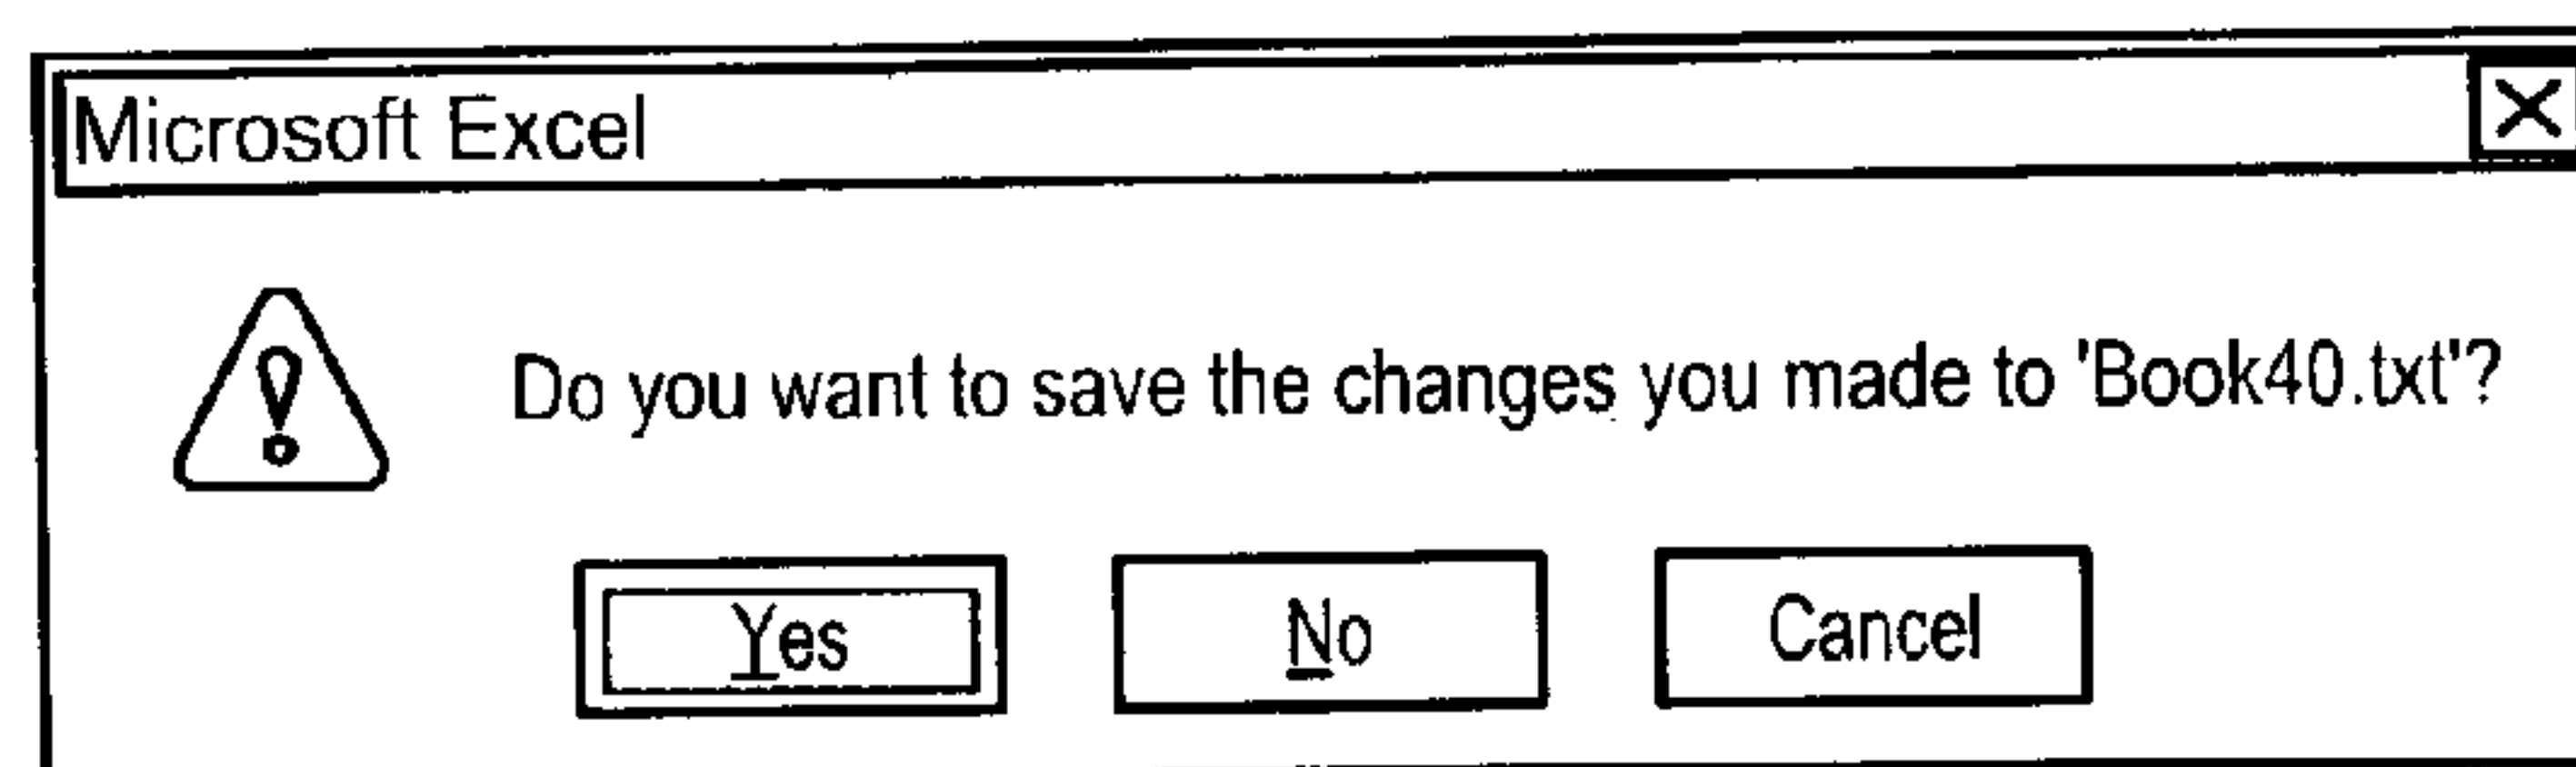 Microsoft Excel
Do you want to save the changes you made to 'Book40.txt'?
Yes No Cancel